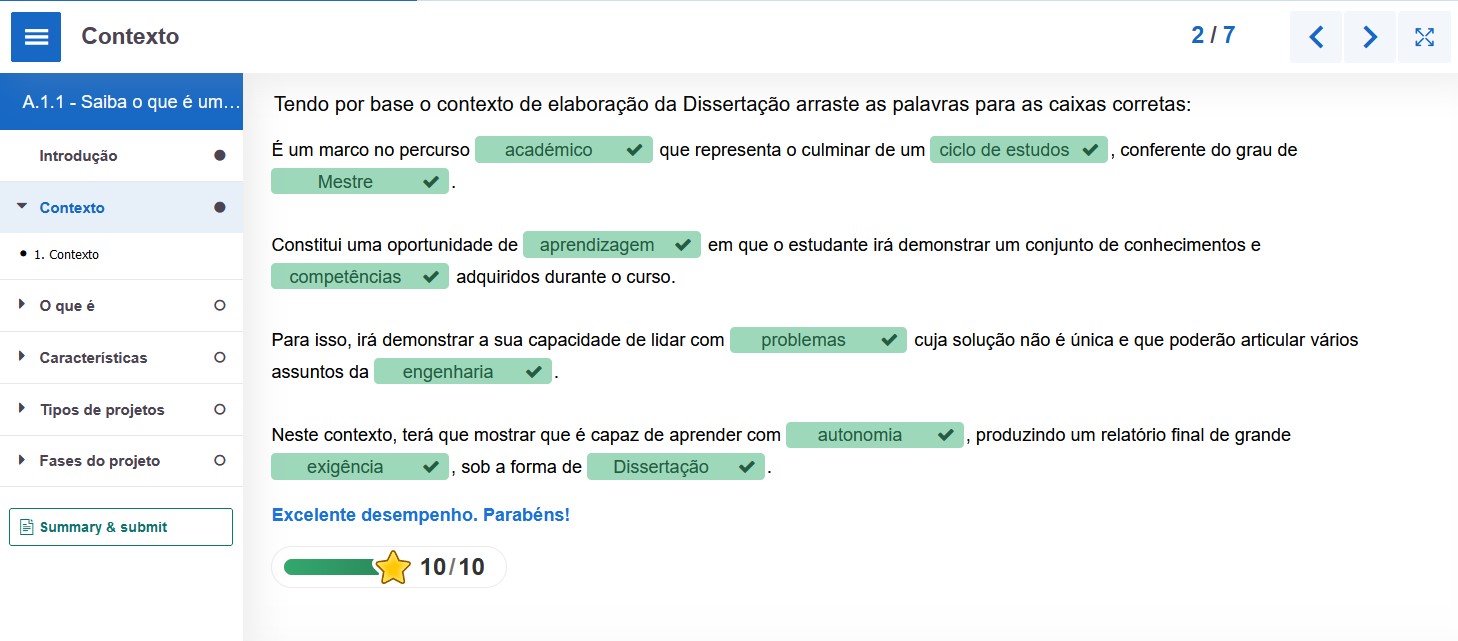 Contexto
2 / 7
A.1.1 - Saiba o que é um…
Introdução
Contexto
1. Contexto
O que é
Características
Tipos de projetos
Fases do projeto
Summary & submit
Tendo por base o contexto de elaboração da Dissertação arraste as palavras para as caixas corretas:
É um marco no percurso académico que representa o culminar de um ciclo de estudos , conferente do grau de
Mestre .
Constitui uma oportunidade de aprendizagem em que o estudante irá demonstrar um conjunto de conhecimentos e
competências adquiridos durante o curso.
Para isso, irá demonstrar a sua capacidade de lidar com problemas cuja solução não é única e que poderão articular vários
assuntos da engenharia .
Neste contexto, terá que mostrar que é capaz de aprender com autonomia , produzindo um relatório final de grande
exigência , sob a forma de Dissertação .
Excelente desempenho. Parabéns!
10/10